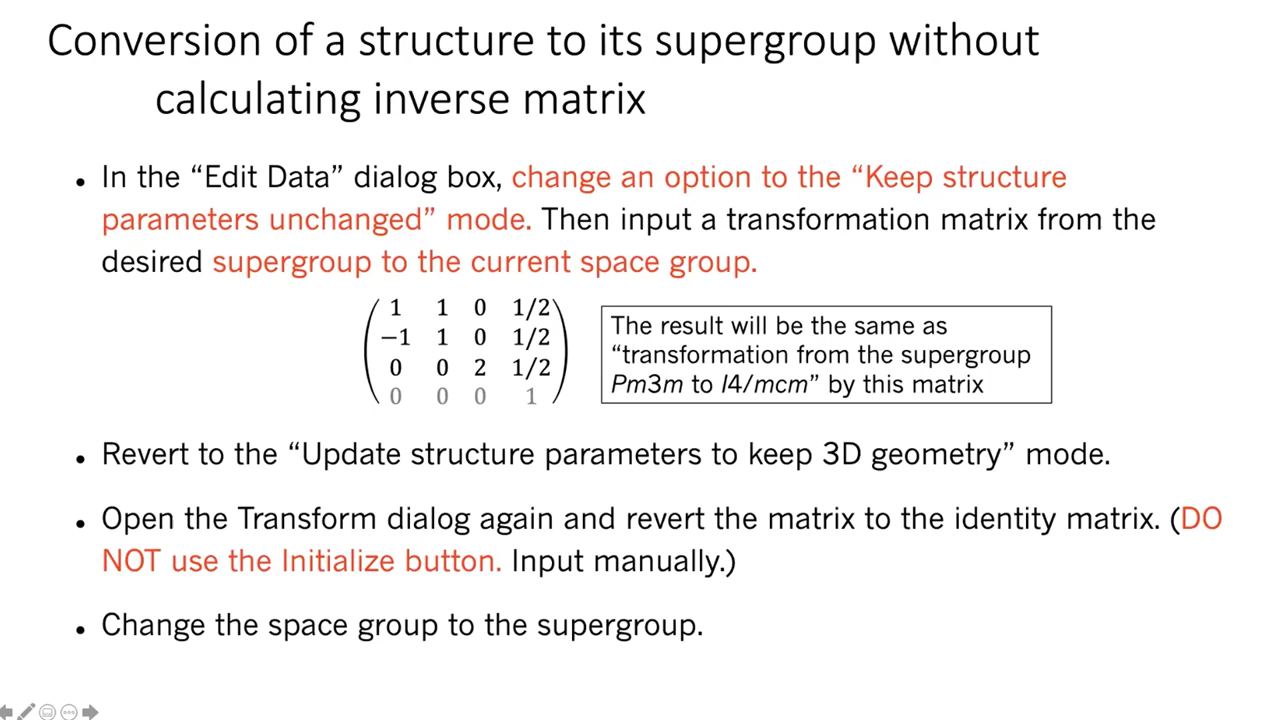 Conversion of a structure to its supergroup without
calculating inverse matrix
• In the “Edit Data” dialog box, change an option to the “Keep structure
parameters unchanged” mode. Then input a transformation matrix from the
desired supergroup to the current space group.
1 1 0 1/2
−1 1 0 1/2
0 0 2 1/2
0 0 0 1
The result will be the same as
“transformation from the supergroup
Pm3m to I4/mcm” by this matrix
• Revert to the “Update structure parameters to keep 3D geometry” mode.
• Open the Transform dialog again and revert the matrix to the identity matrix. (DO
NOT use the Initialize button. Input manually.)
• Change the space group to the supergroup.